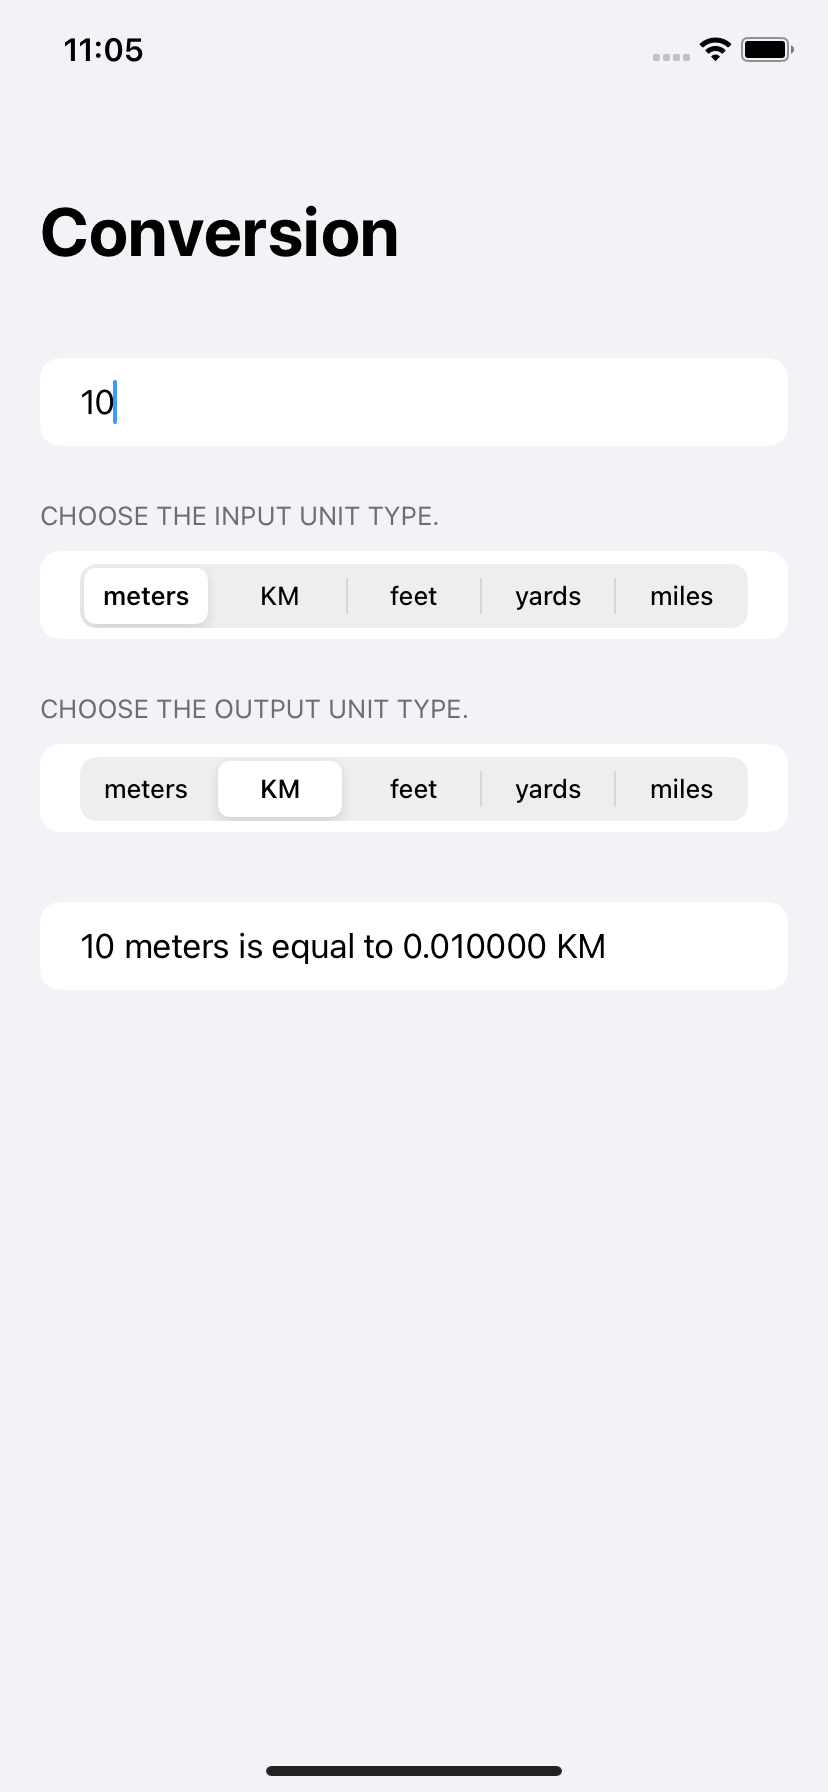 11:05
Conversion
10
CHOOSE THE INPUT UNIT TYPE.
meters KM feet yards miles
CHOOSE THE OUTPUT UNIT TYPE.
meters KM feet yards miles
10 meters is equal to 0.010000 KM